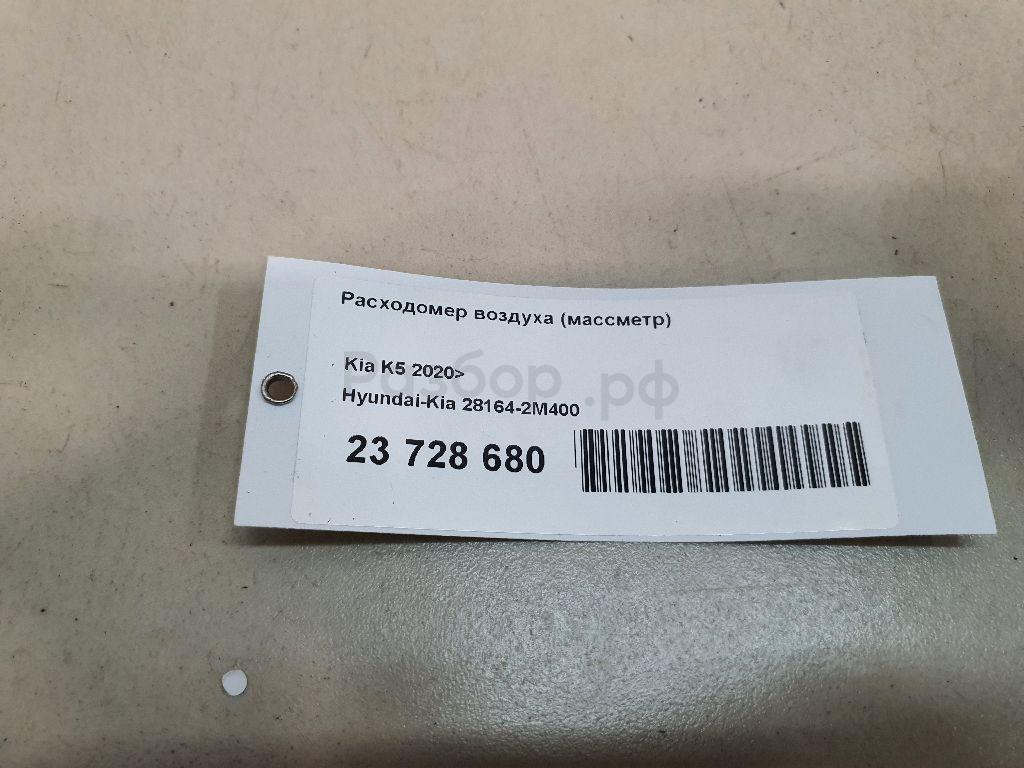 Расходомер воздуха (массметр)
Kia K5 2020>
Разбор.рф
Hyundai-Kia 28164-2M400
23 728 680